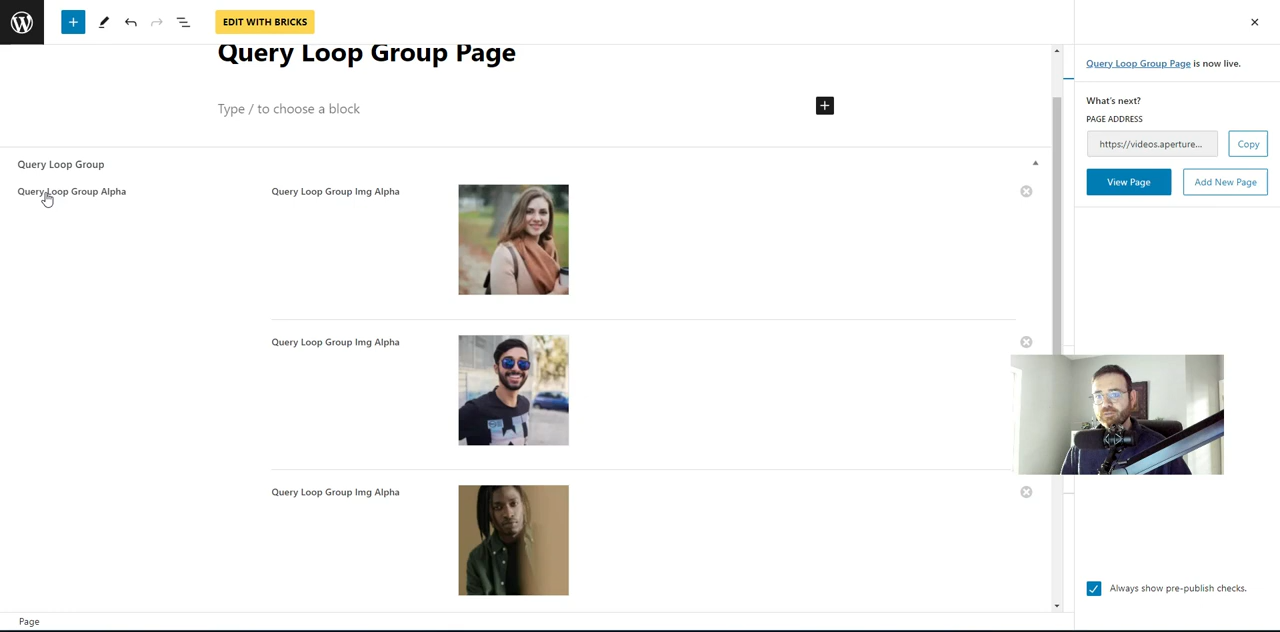 EDIT WITH BRICKS
Query Loop Group Page
Type / to choose a block
Query Loop Group
Query Loop Group Alpha
Query Loop Group Img Alpha
Query Loop Group Img Alpha
Query Loop Group Img Alpha
Query Loop Group Page is now live.
What's next?
PAGE ADDRESS
https://videos.aperture...
Copy
View Page
Add New Page
Always show pre-publish checks.
Page